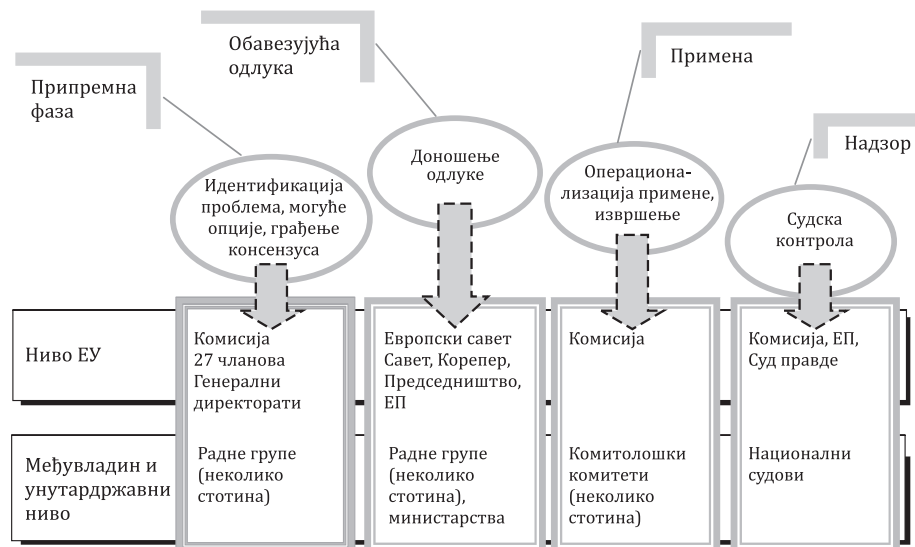 Припремна
фаза
Обавезујућа
одлука
Примена
Надзор
Идентификација
проблема, могуће
опције, грађење
консензуса
Доношење
одлуке
Операциона-
лизација примене,
извршење
Судска
контрола
Ниво ЕУ
Комисија
27 чланова
Генерални
директорати
Европски савет
Савет, Корепер,
Председништво,
ЕП
Комисија
Комисија, ЕП,
Суд правде
Међувладин и
унутардржавни
ниво
Радне групе
(неколико
стотина)
Радне групе
(неколико
стотина),
министарства
Комитолошки
комитети
(неколико
стотина)
Национални
судови